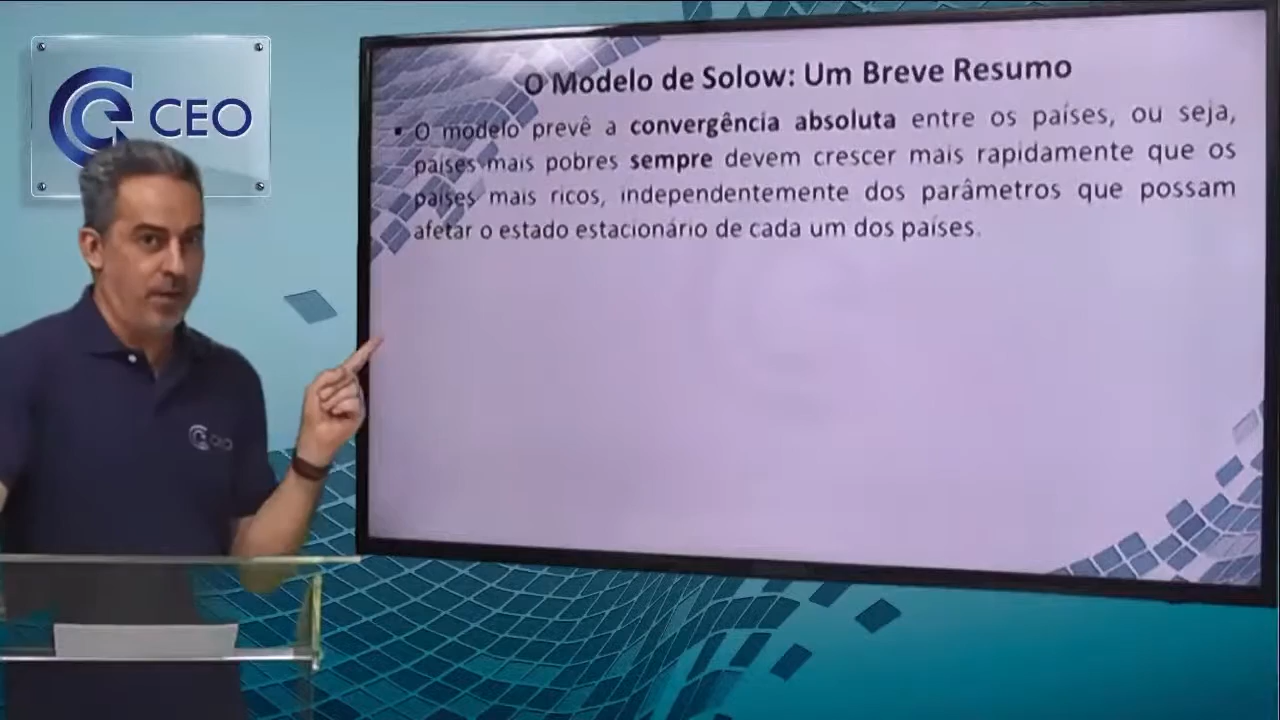 CEO
O Modelo de Solow: Um Breve Resumo
▪ O modelo prevê a convergência absoluta entre os países, ou seja,
países mais pobres sempre devem crescer mais rapidamente que os
países mais ricos, independentemente dos parâmetros que possam
afetar o estado estacionário de cada um dos países.
CEO